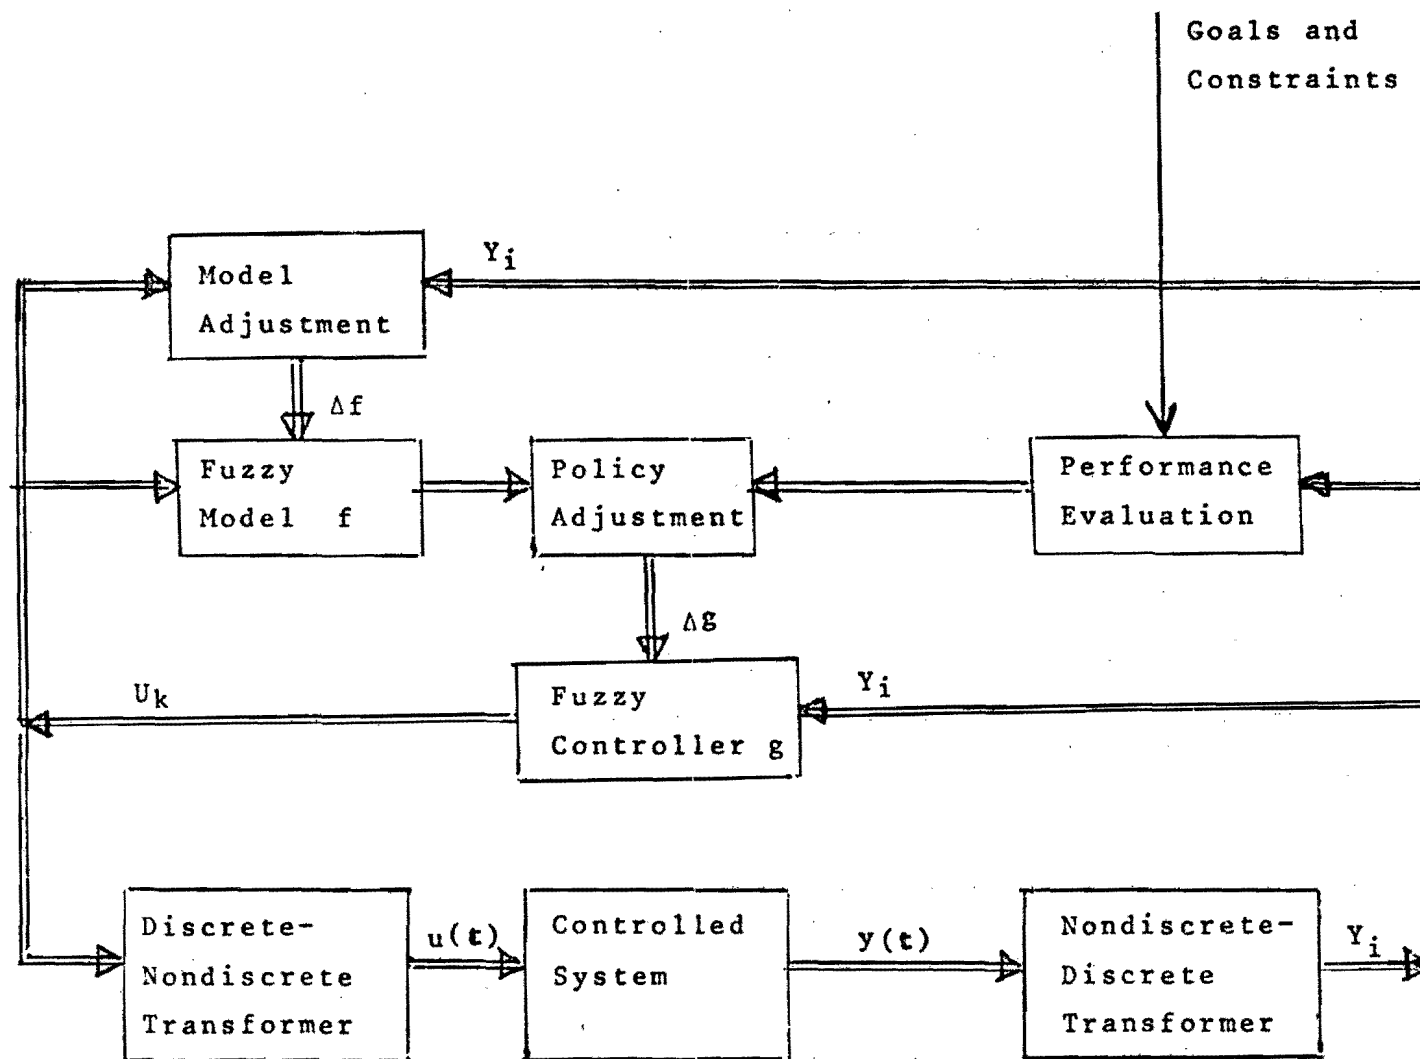 Goals and
Constraints
Y_i
Model
Adjustment
Δf
Fuzzy
Model f
Policy
Adjustment
Performance
Evaluation
Δg
U_k
Fuzzy
Controller g
Y_i
Discrete-
Nondiscrete
Transformer
u(t)
Controlled
System
y(t)
Nondiscrete-
Discrete
Transformer
Y_i